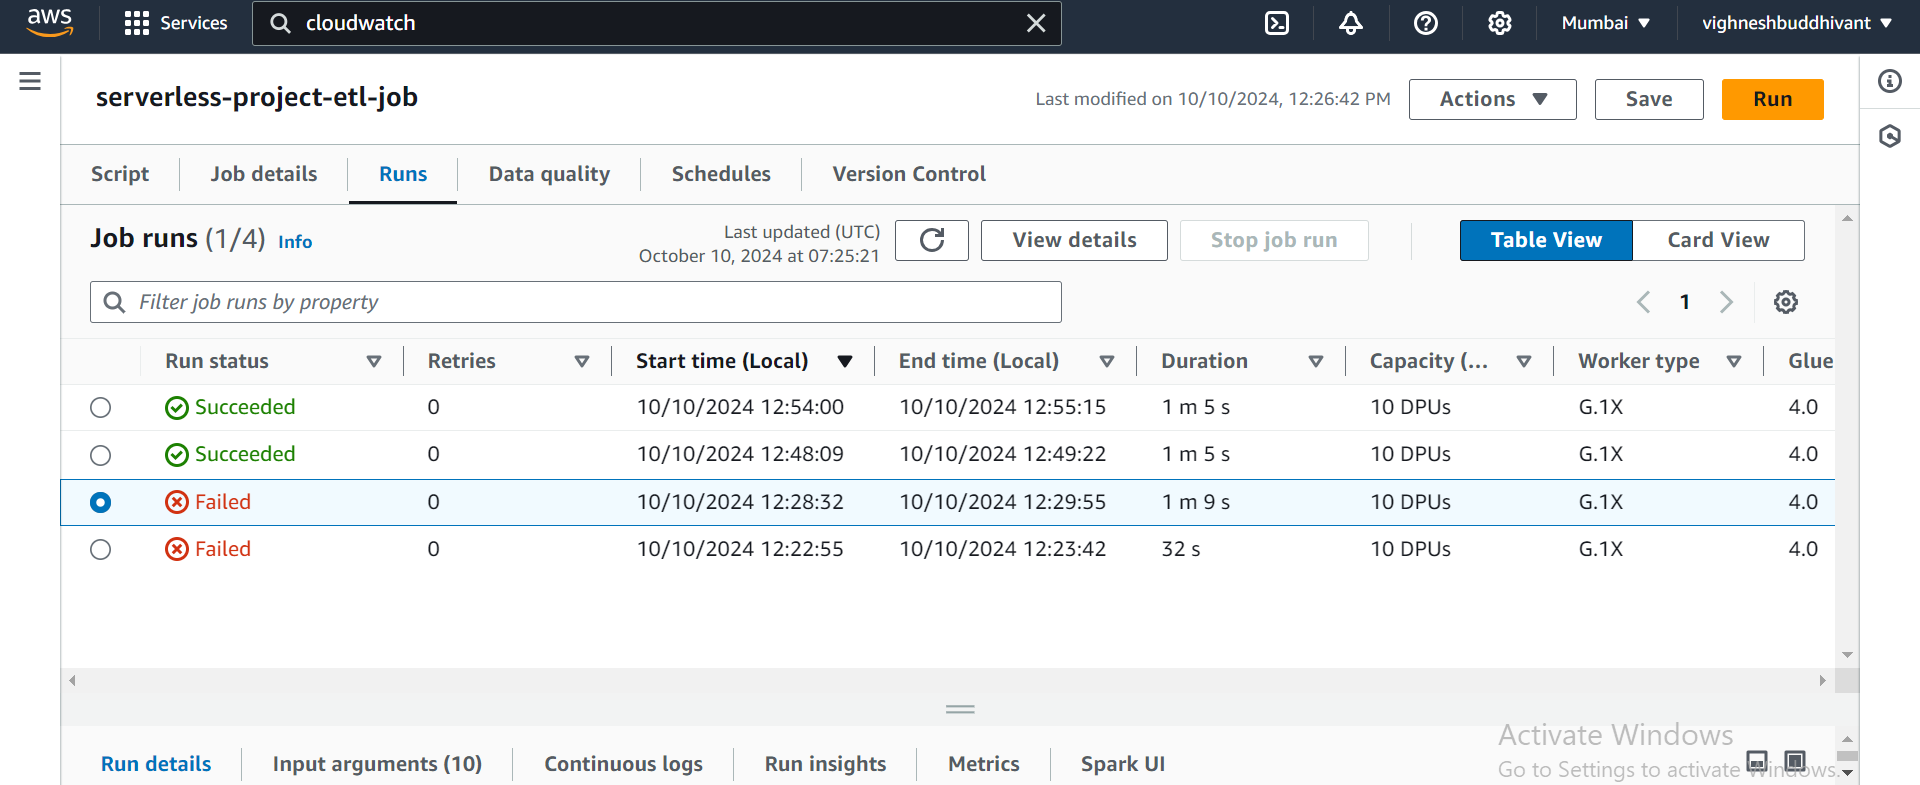 aws Services cloudwatch Mumbai vighneshbuddhivant
serverless-project-etl-job Last modified on 10/10/2024, 12:26:42 PM Actions Save Run
Script Job details Runs Data quality Schedules Version Control
Job runs (1/4) Info Last updated (UTC) View details Stop job run Table View Card View
October 10, 2024 at 07:25:21
Filter job runs by property 1
Run status Retries Start time (Local) End time (Local) Duration Capacity (... Worker type Glue
Succeeded 0 10/10/2024 12:54:00 10/10/2024 12:55:15 1 m 5 s 10 DPUs G.1X 4.0
Succeeded 0 10/10/2024 12:48:09 10/10/2024 12:49:22 1 m 5 s 10 DPUs G.1X 4.0
Failed 0 10/10/2024 12:28:32 10/10/2024 12:29:55 1 m 9 s 10 DPUs G.1X 4.0
Failed 0 10/10/2024 12:22:55 10/10/2024 12:23:42 32 s 10 DPUs G.1X 4.0
Activate Windows
Run details Input arguments (10) Continuous logs Run insights Metrics Spark UI
Go to Settings to activate Windows.